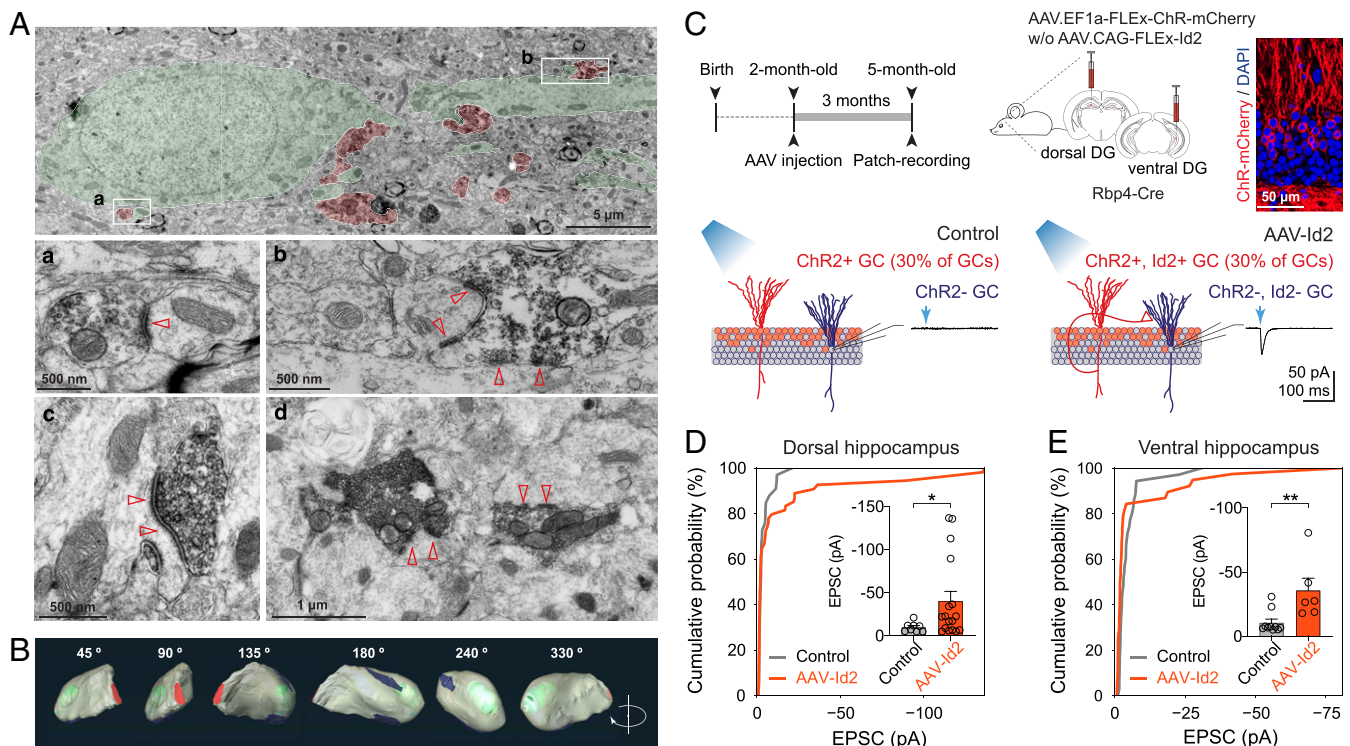 A
b
a
5 µm
a
500 nm
b
500 nm
c
500 nm
d
1 µm
B
45 º
90 º
135 º
180 º
240 º
330 º
C
Birth
2-month-old
5-month-old
3 months
AAV injection
Patch-recording
AAV.EF1a-FLEx-ChR-mCherry
w/o AAV.CAG-FLEx-Id2
dorsal DG
ventral DG
Rbp4-Cre
ChR-mCherry / DAPI
50 µm
Control
ChR2+ GC (30% of GCs)
ChR2- GC
AAV-Id2
ChR2+, Id2+ GC (30% of GCs)
ChR2-, Id2- GC
50 pA
100 ms
D
Dorsal hippocampus
Cumulative probability (%)
100
80
60
40
20
0
0
−50
−100
EPSC (pA)
Control
AAV-Id2
EPSC (pA)
-150
-100
-50
0
*
Control
AAV-Id2
E
Ventral hippocampus
Cumulative probability (%)
100
80
60
40
20
0
0
−25
−50
−75
EPSC (pA)
Control
AAV-Id2
EPSC (pA)
-100
-50
0
**
Control
AAV-Id2